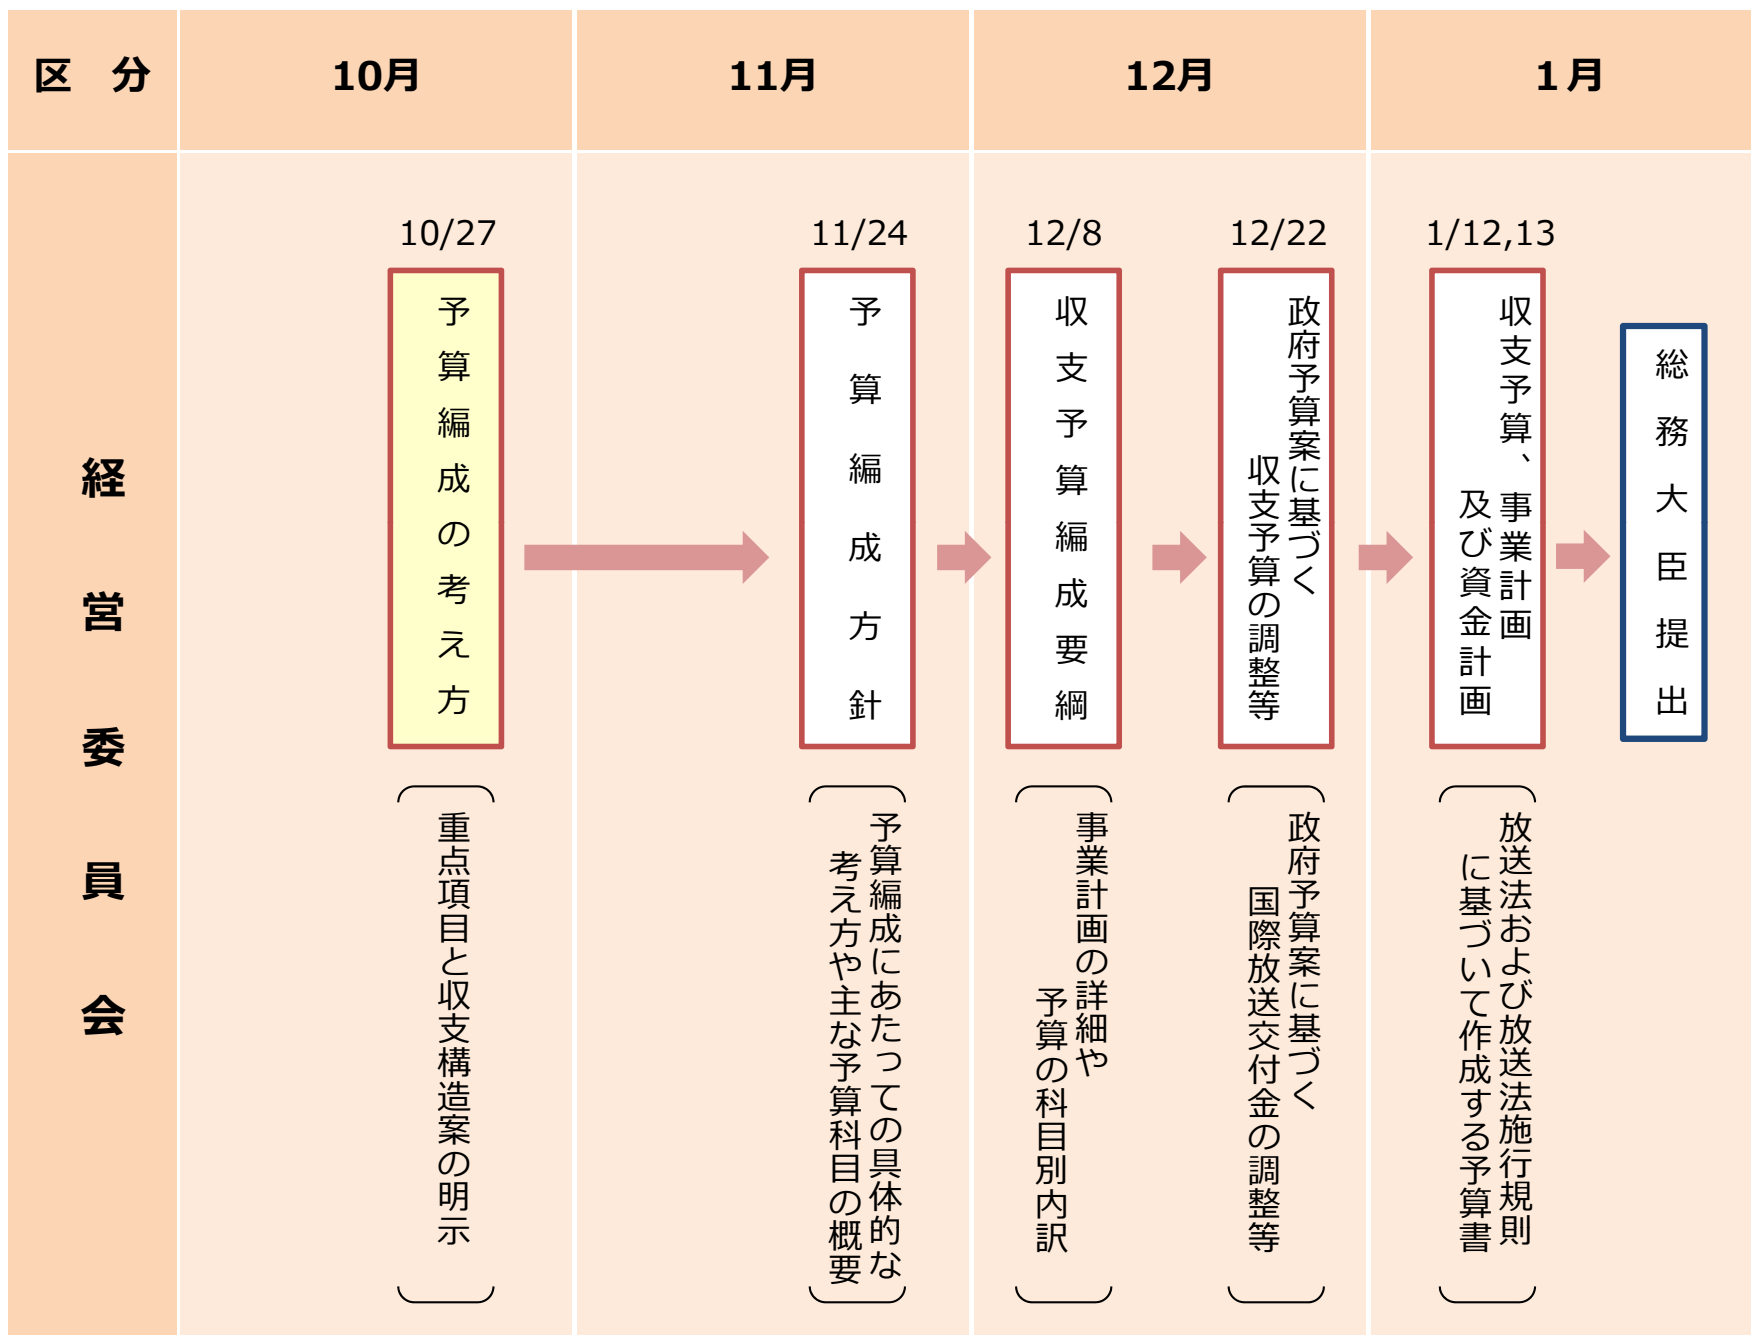 区　分
10月
11月
12月
１月
経営委員会
10/27
予算編成の考え方
重点項目と収支構造案の明示
11/24
予算編成方針
予算編成にあたっての具体的な
考え方や主な予算科目の概要
12/8
収支予算編成要綱
事業計画の詳細や
予算の科目別内訳
12/22
政府予算案に基づく
収支予算の調整等
政府予算案に基づく
国際放送交付金の調整等
1/12,13
収支予算、事業計画
及び資金計画
放送法および放送法施行規則
に基づいて作成する予算書
総務大臣提出